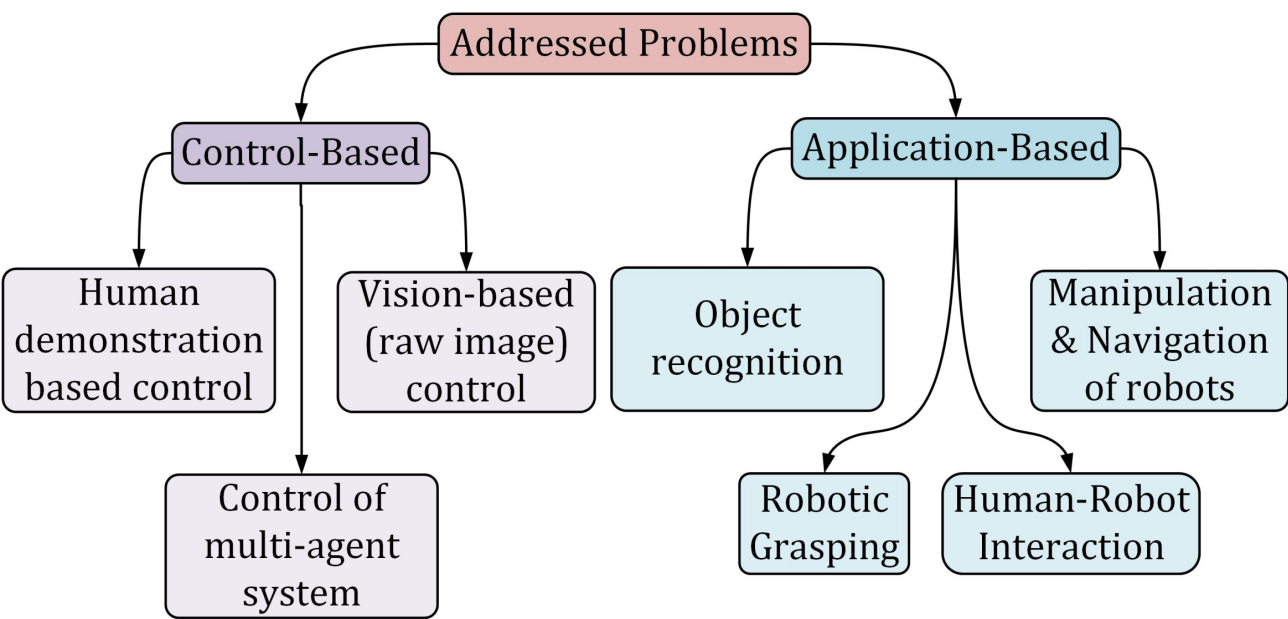 Addressed Problems
Control-Based
Application-Based
Human
demonstration
based control
Vision-based
(raw image)
control
Object
recognition
Manipulation
& Navigation
of robots
Control of
multi-agent
system
Robotic
Grasping
Human-Robot
Interaction